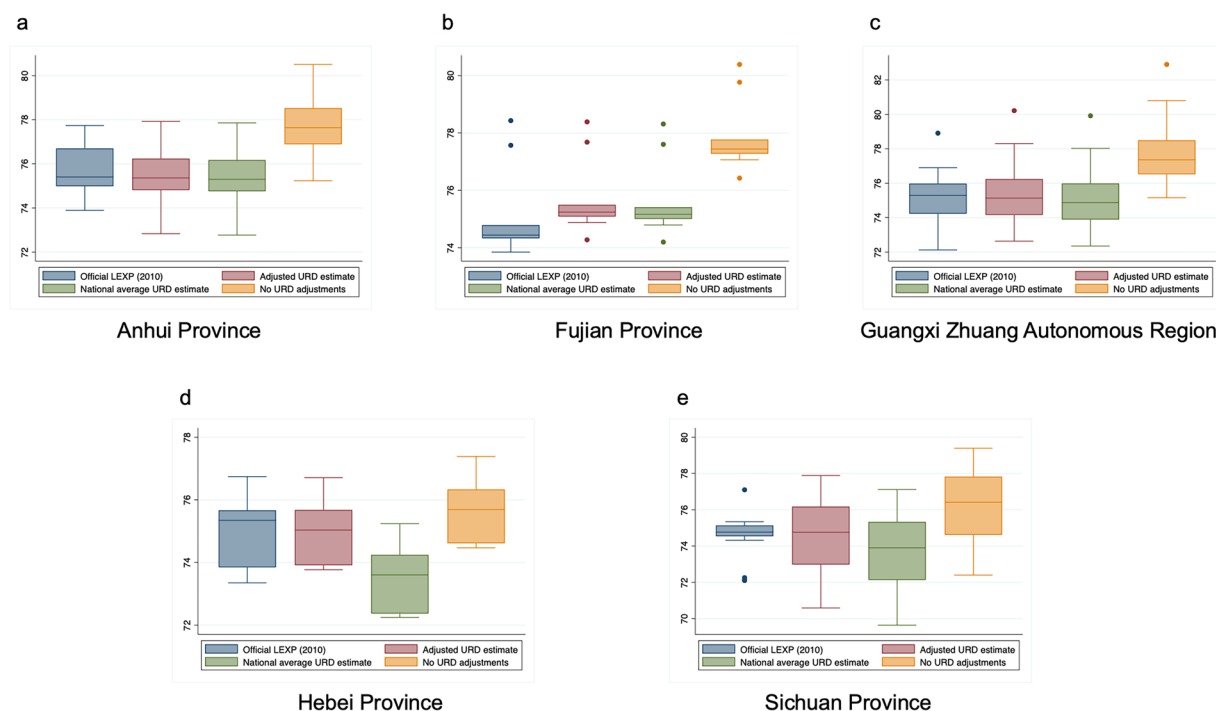 a
80
78
76
74
72
Official LEXP (2010) Adjusted URD estimate
National average URD estimate No URD adjustments
Anhui Province
b
80
78
76
74
Official LEXP (2010) Adjusted URD estimate
National average URD estimate No URD adjustments
Fujian Province
c
82
80
78
76
74
72
Official LEXP (2010) Adjusted URD estimate
National average URD estimate No URD adjustments
Guangxi Zhuang Autonomous Region
d
78
76
74
72
Official LEXP (2010) Adjusted URD estimate
National average URD estimate No URD adjustments
Hebei Province
e
80
78
76
74
72
70
Official LEXP (2010) Adjusted URD estimate
National average URD estimate No URD adjustments
Sichuan Province